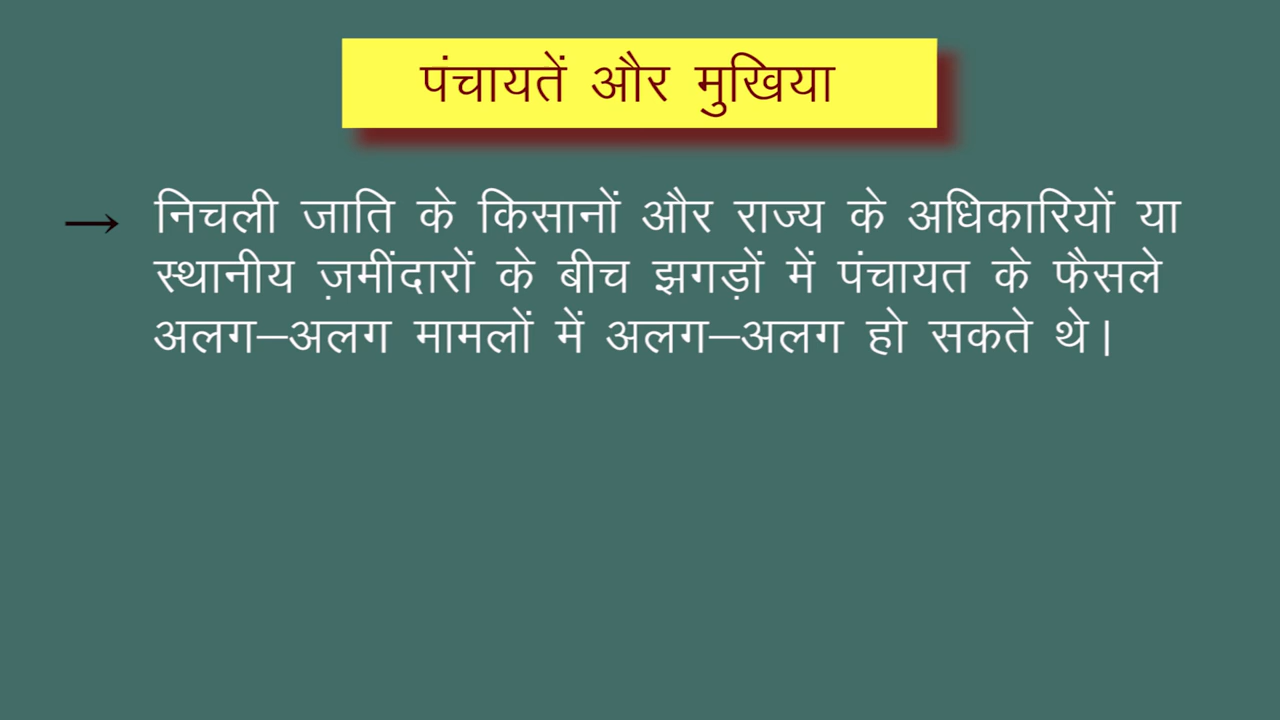 पंचायतें और मुखिया
→ निचली जाति के किसानों और राज्य के अधिकारियों या
स्थानीय ज़मींदारों के बीच झगड़ों में पंचायत के फैसले
अलग–अलग मामलों में अलग–अलग हो सकते थे।